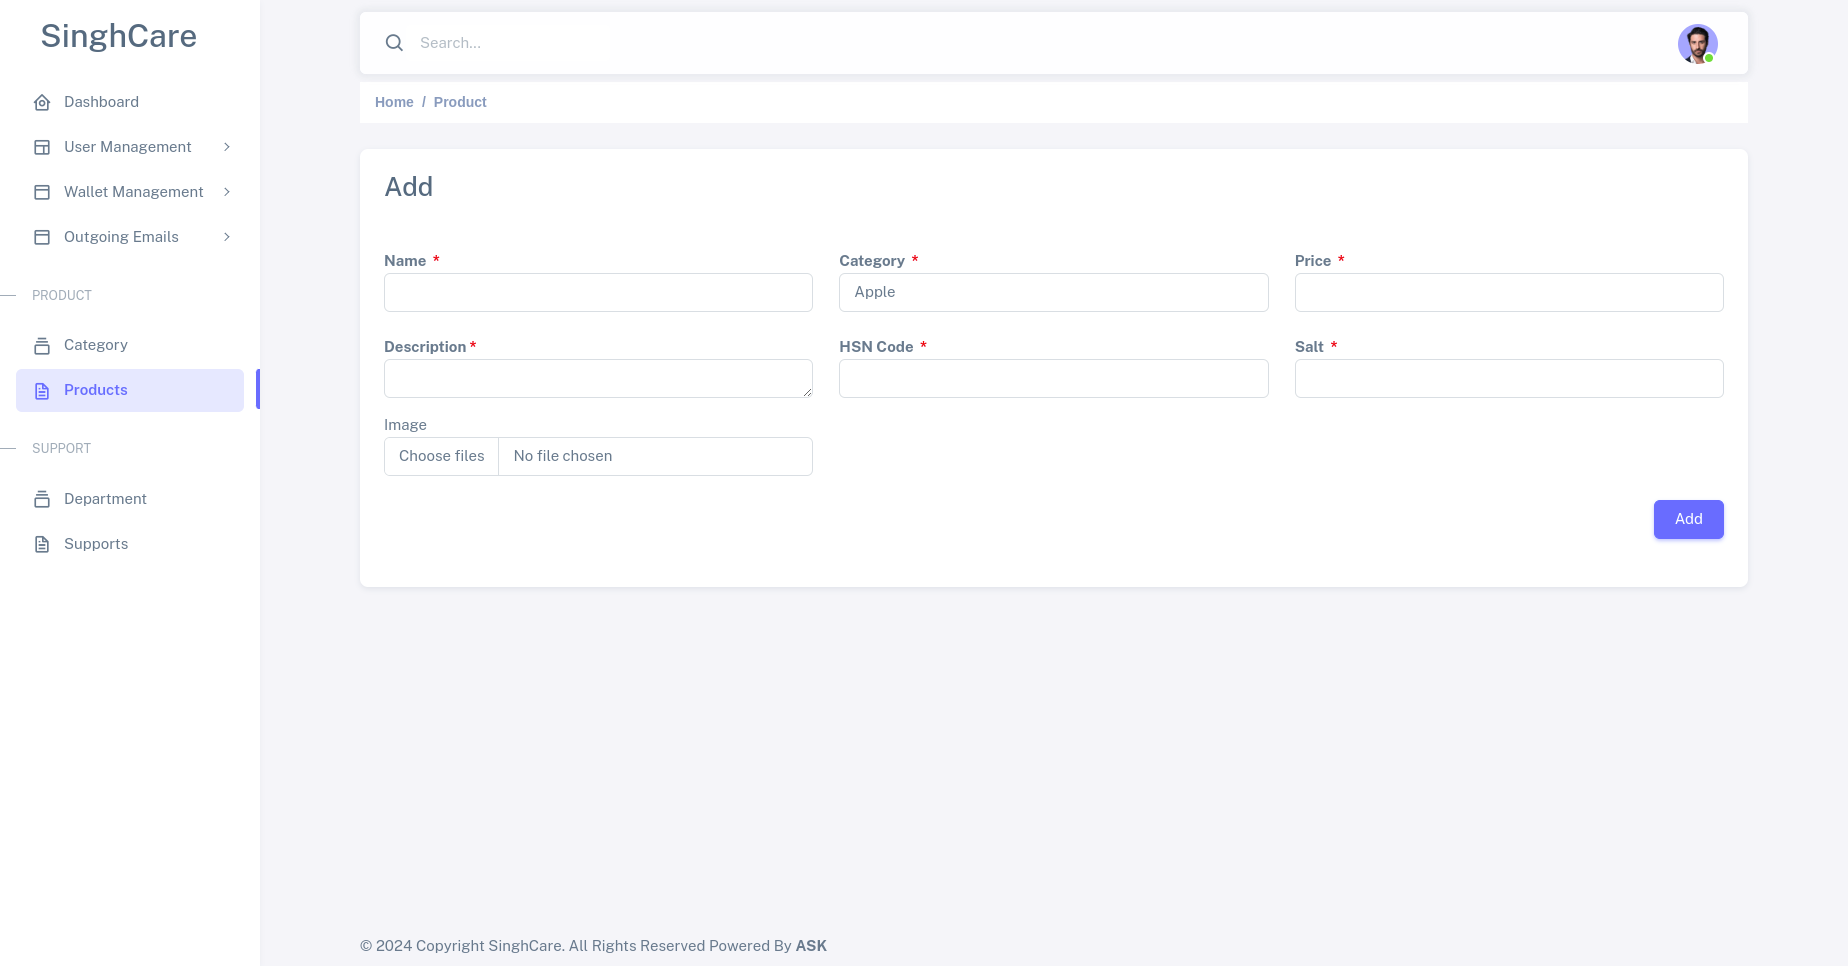 SinghCare
Dashboard
User Management
Wallet Management
Outgoing Emails
PRODUCT
Category
Products
SUPPORT
Department
Supports
Search...
Home / Product
Add
Name *
Category *
Price *
Apple
Description *
HSN Code *
Salt *
Image
Choose files No file chosen
Add
© 2024 Copyright SinghCare. All Rights Reserved Powered By ASK